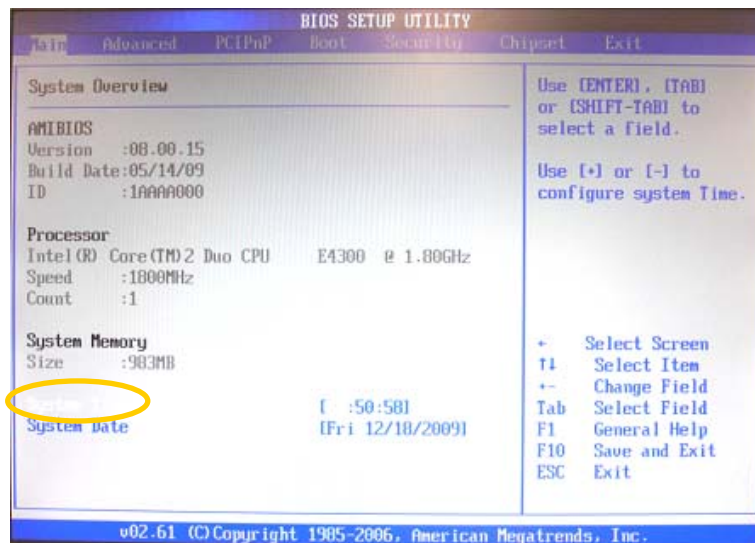 BIOS SETUP UTILITY
Main Advanced PCIPnP Boot Security Chipset Exit
System Overview
AMIBIOS
Version :08.00.15
Build Date:05/14/09
ID :1AAAA000
Processor
Intel(R) Core(TM)2 Duo CPU E4300 @ 1.80GHz
Speed :1800MHz
Count :1
System Memory
Size :983MB
System [ :50:58]
System Date [Fri 12/18/2009]
Use [ENTER], [TAB]
or [SHIFT-TAB] to
select a field.
Use [+] or [-] to
configure system Time.
← Select Screen
↑↓ Select Item
+- Change Field
Tab Select Field
F1 General Help
F10 Save and Exit
ESC Exit
v02.61 (C)Copyright 1985-2006, American Megatrends, Inc.